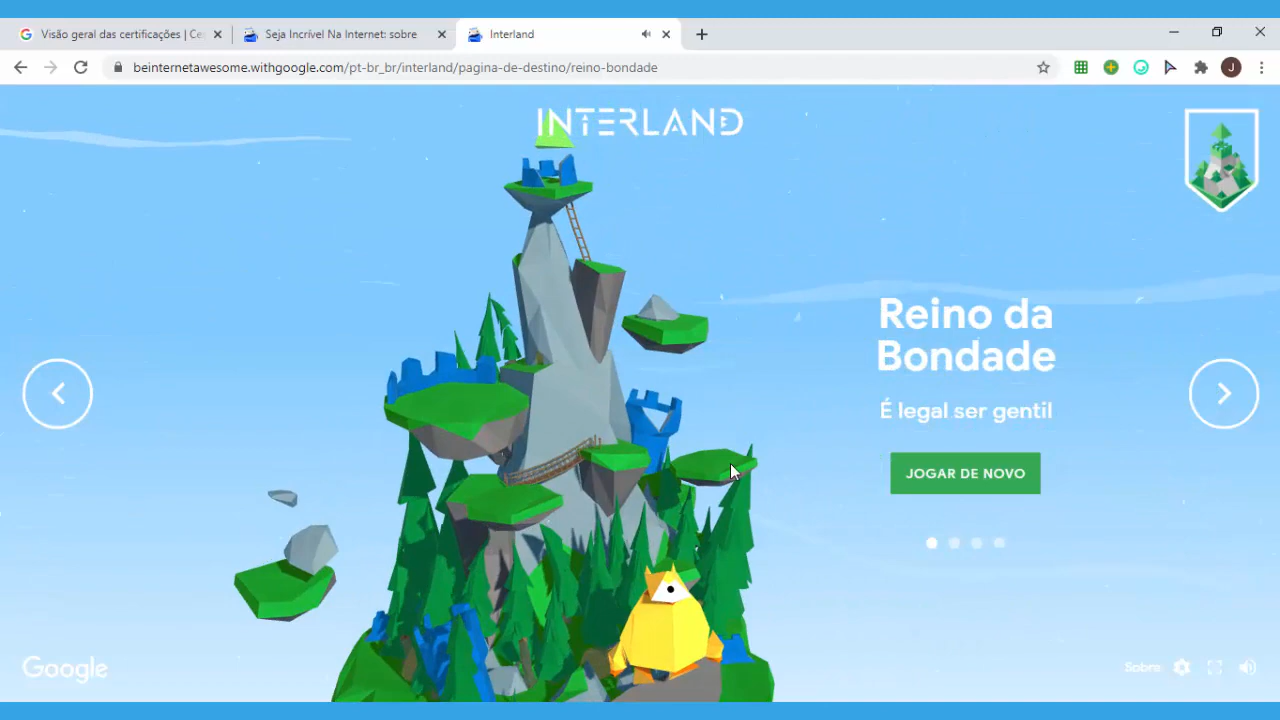 Visão geral das certificações | Ce
Seja Incrível Na Internet: sobre
Interland
beinternetawesome.withgoogle.com/pt-br_br/interland/pagina-de-destino/reino-bondade
J
INTERLAND
Reino da
Bondade
É legal ser gentil
JOGAR DE NOVO
Google
Sobre